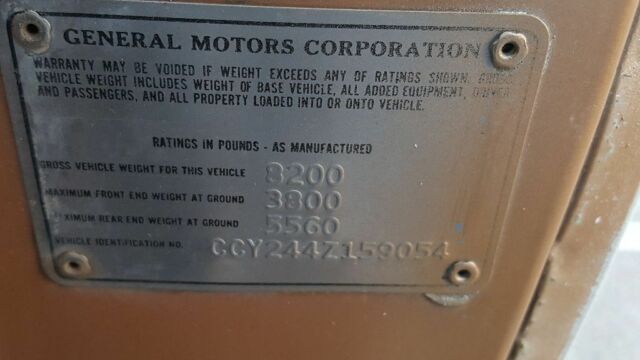 GENERAL MOTORS CORPORATION
WARRANTY MAY BE VOIDED IF WEIGHT EXCEEDS ANY OF RATINGS SHOWN. GROSS
VEHICLE WEIGHT INCLUDES WEIGHT OF BASE VEHICLE, ALL ADDED EQUIPMENT, DRIVER
AND PASSENGERS, AND ALL PROPERTY LOADED INTO OR ONTO VEHICLE.
RATINGS IN POUNDS - AS MANUFACTURED
GROSS VEHICLE WEIGHT FOR THIS VEHICLE 8200
MAXIMUM FRONT END WEIGHT AT GROUND 3800
MAXIMUM REAR END WEIGHT AT GROUND 5560
VEHICLE IDENTIFICATION NO. CCY244Z159054